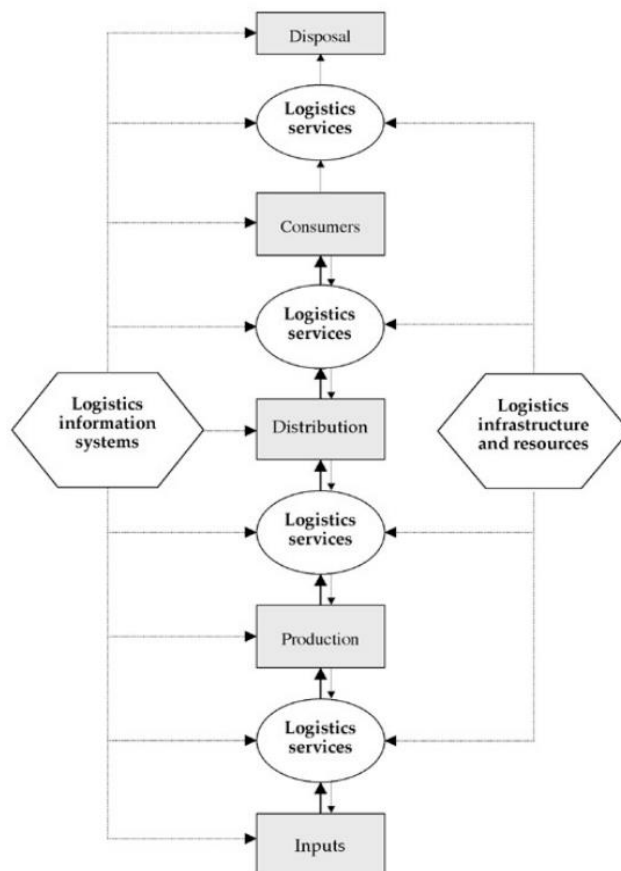 Disposal
Logistics
services
Consumers
Logistics
services
Logistics
information
systems
Distribution
Logistics
infrastructure
and resources
Logistics
services
Production
Logistics
services
Inputs